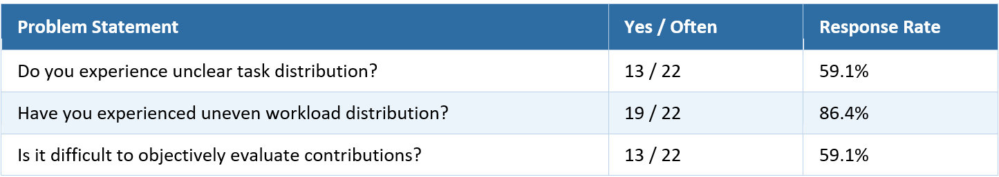 Problem Statement Yes / Often Response Rate
Do you experience unclear task distribution? 13 / 22 59.1%
Have you experienced uneven workload distribution? 19 / 22 86.4%
Is it difficult to objectively evaluate contributions? 13 / 22 59.1%